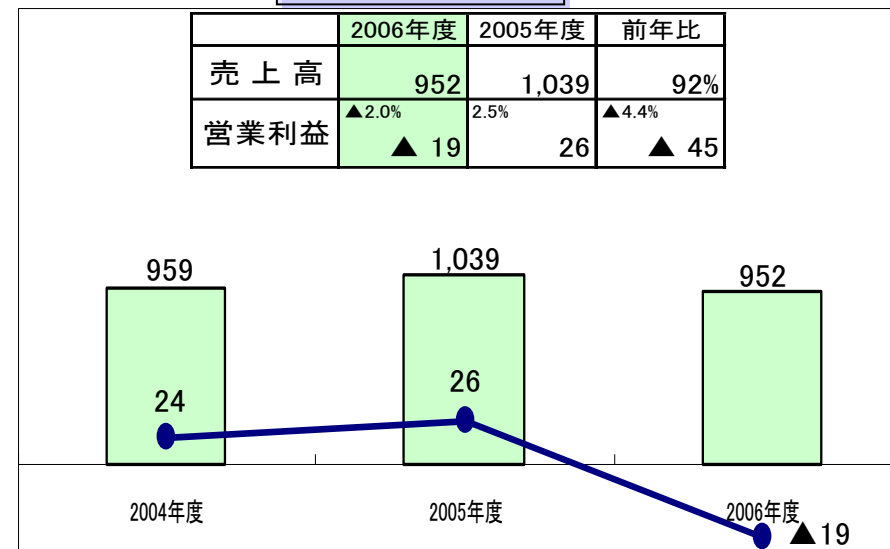 2006年度 2005年度 前年比
売上高 952 1,039 92%
▲2.0% 2.5% ▲4.4%
営業利益 ▲ 19 26 ▲ 45
959 1,039 952
24 26
2004年度 2005年度 2006年度
▲19